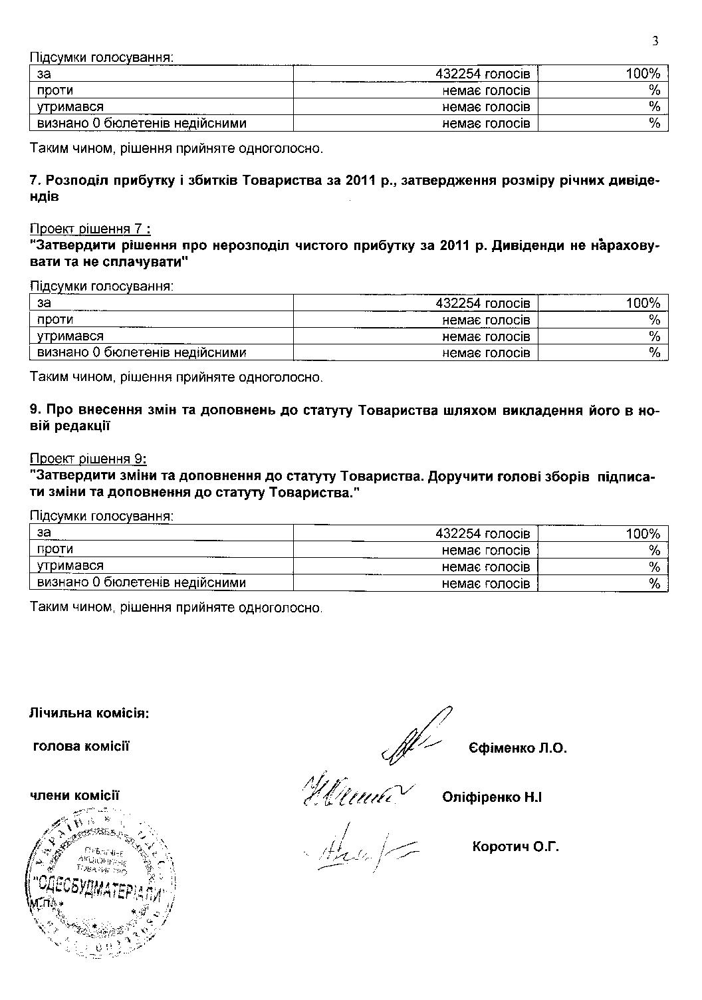 3
Підсумки голосування:
за 432254 голосів 100%
проти немає голосів %
утримався немає голосів %
визнано 0 бюлетенів недійсними немає голосів %
Таким чином, рішення прийняте одноголосно.
7. Розподіл прибутку і збитків Товариства за 2011 р., затвердження розміру річних дивіде-
ндів
Проект рішення 7 :
"Затвердити рішення про нерозподіл чистого прибутку за 2011 р. Дивіденди не нарахову-
вати та не сплачувати"
Підсумки голосування:
за 432254 голосів 100%
проти немає голосів %
утримався немає голосів %
визнано 0 бюлетенів недійсними немає голосів %
Таким чином, рішення прийняте одноголосно.
9. Про внесення змін та доповнень до статуту Товариства шляхом викладення його в но-
вій редакції
Проект рішення 9:
"Затвердити зміни та доповнення до статуту Товариства. Доручити голові зборів підписа-
ти зміни та доповнення до статуту Товариства."
Підсумки голосування:
за 432254 голосів 100%
проти немає голосів %
утримався немає голосів %
визнано 0 бюлетенів недійсними немає голосів %
Таким чином, рішення прийняте одноголосно.
Лічильна комісія:
голова комісії Єфіменко Л.О.
члени комісії Оліфіренко Н.І
Коротич О.Г.
УКРАЇНА
ПУБЛІЧНЕ
АКЦІОНЕРНЕ
ТОВАРИСТВО
"ОДЕСБУДМАТЕРІАЛИ"
М.П.